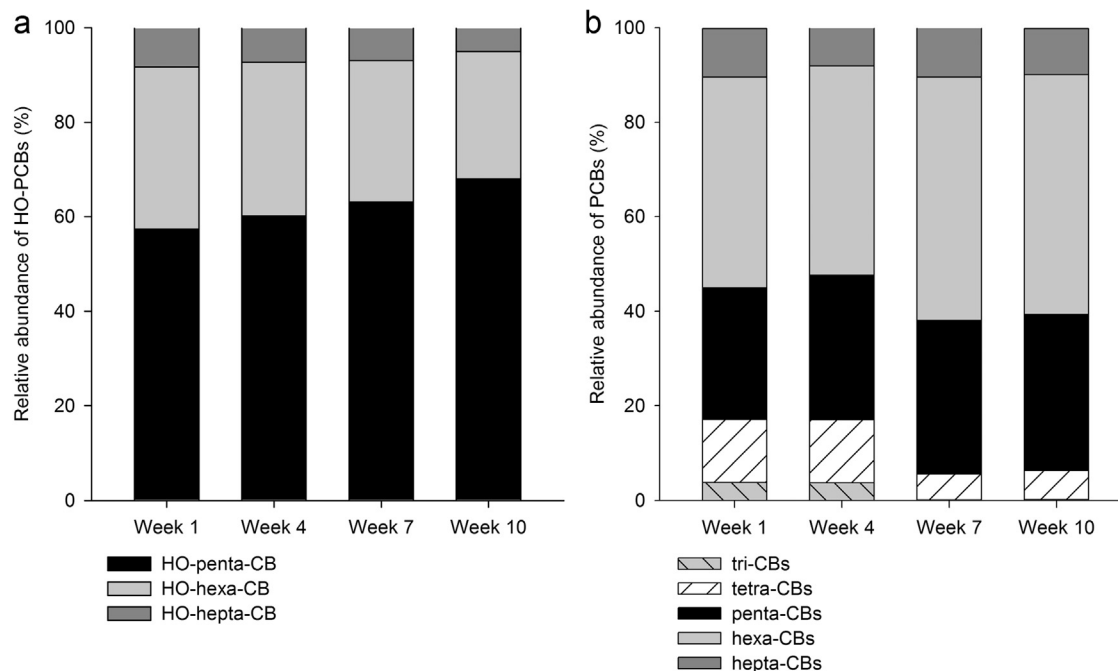 a
Relative abundance of HO-PCBs (%)
100
80
60
40
20
0
Week 1 Week 4 Week 7 Week 10
HO-penta-CB
HO-hexa-CB
HO-hepta-CB
b
Relative abundance of PCBs (%)
100
80
60
40
20
0
Week 1 Week 4 Week 7 Week 10
tri-CBs
tetra-CBs
penta-CBs
hexa-CBs
hepta-CBs